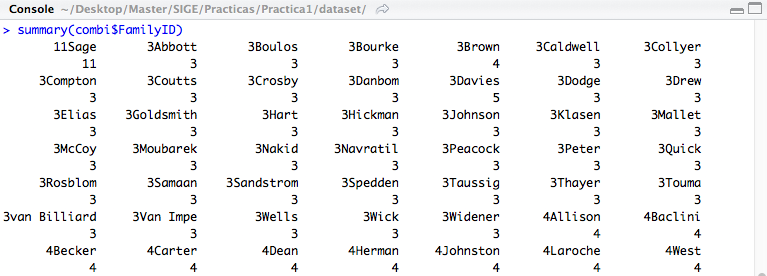 Console ~/Desktop/Master/SIGE/Practicas/Practica1/dataset/
> summary(combi$FamilyID)
11Sage 3Abbott 3Boulos 3Bourke 3Brown 3Caldwell 3Collyer
11 3 3 3 4 3 3
3Compton 3Coutts 3Crosby 3Danbom 3Davies 3Dodge 3Drew
3 3 3 3 5 3 3
3Elias 3Goldsmith 3Hart 3Hickman 3Johnson 3Klasen 3Mallet
3 3 3 3 3 3 3
3McCoy 3Moubarek 3Nakid 3Navratil 3Peacock 3Peter 3Quick
3 3 3 3 3 3 3
3Rosblom 3Samaan 3Sandstrom 3Spedden 3Taussig 3Thayer 3Touma
3 3 3 3 3 3 3
3van Billiard 3Van Impe 3Wells 3Wick 3Widener 4Allison 4Baclini
3 3 3 3 3 4 4
4Becker 4Carter 4Dean 4Herman 4Johnston 4Laroche 4West
4 4 4 4 4 4 4